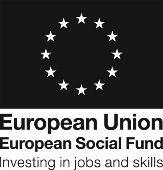 European Union
European Social Fund
Investing in jobs and skills